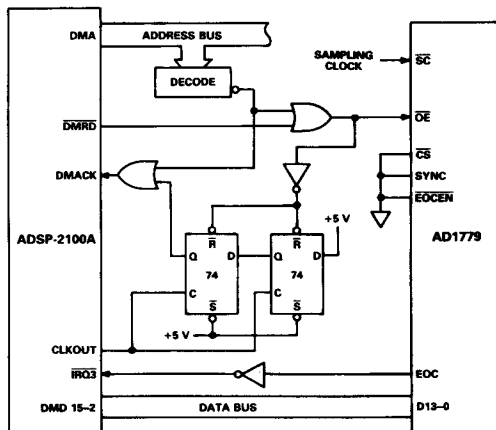 DMA
ADDRESS BUS
DECODE
SAMPLING
CLOCK
SC
DMRD
OE
DMACK
CS
SYNC
+5 V
EOCEN
ADSP-2100A
AD1779
R
R
Q
D
Q
D
74
74
C
C
S
S
+5 V
CLKOUT
IRQ3
EOC
DMD 15–2
DATA BUS
D13–0